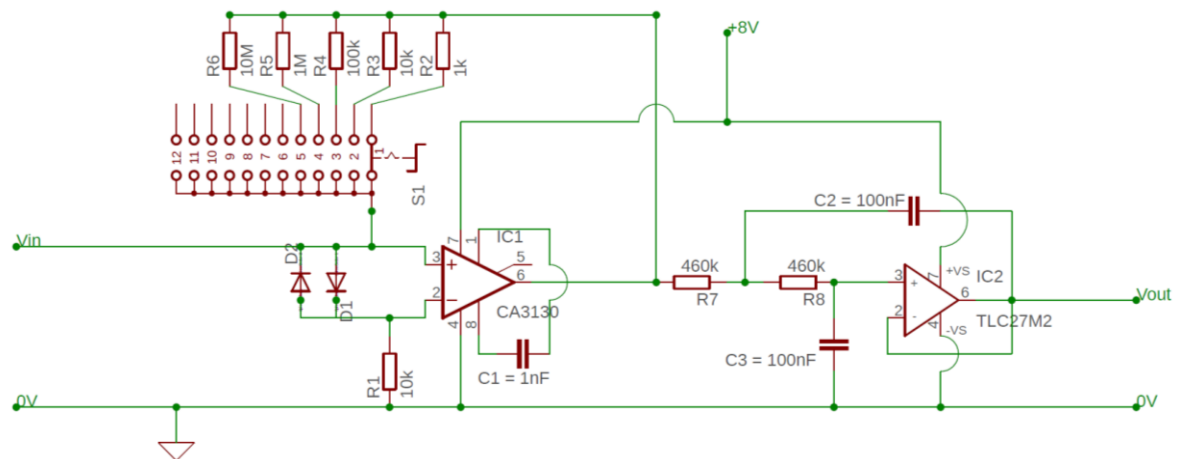 +8V
R6
10M
R5
1M
R4
100k
R3
10k
R2
1k
12
11
10
9
8
7
6
5
4
3
2
1
S1
C2 = 100nF
Vin
D2
D1
7
1
IC1
3
+
5
6
2
-
CA3130
4
8
C1 = 1nF
R1
10k
460k
R7
460k
R8
C3 = 100nF
3
+
7
+VS
IC2
6
2
-
4
-VS
TLC27M2
Vout
0V
0V